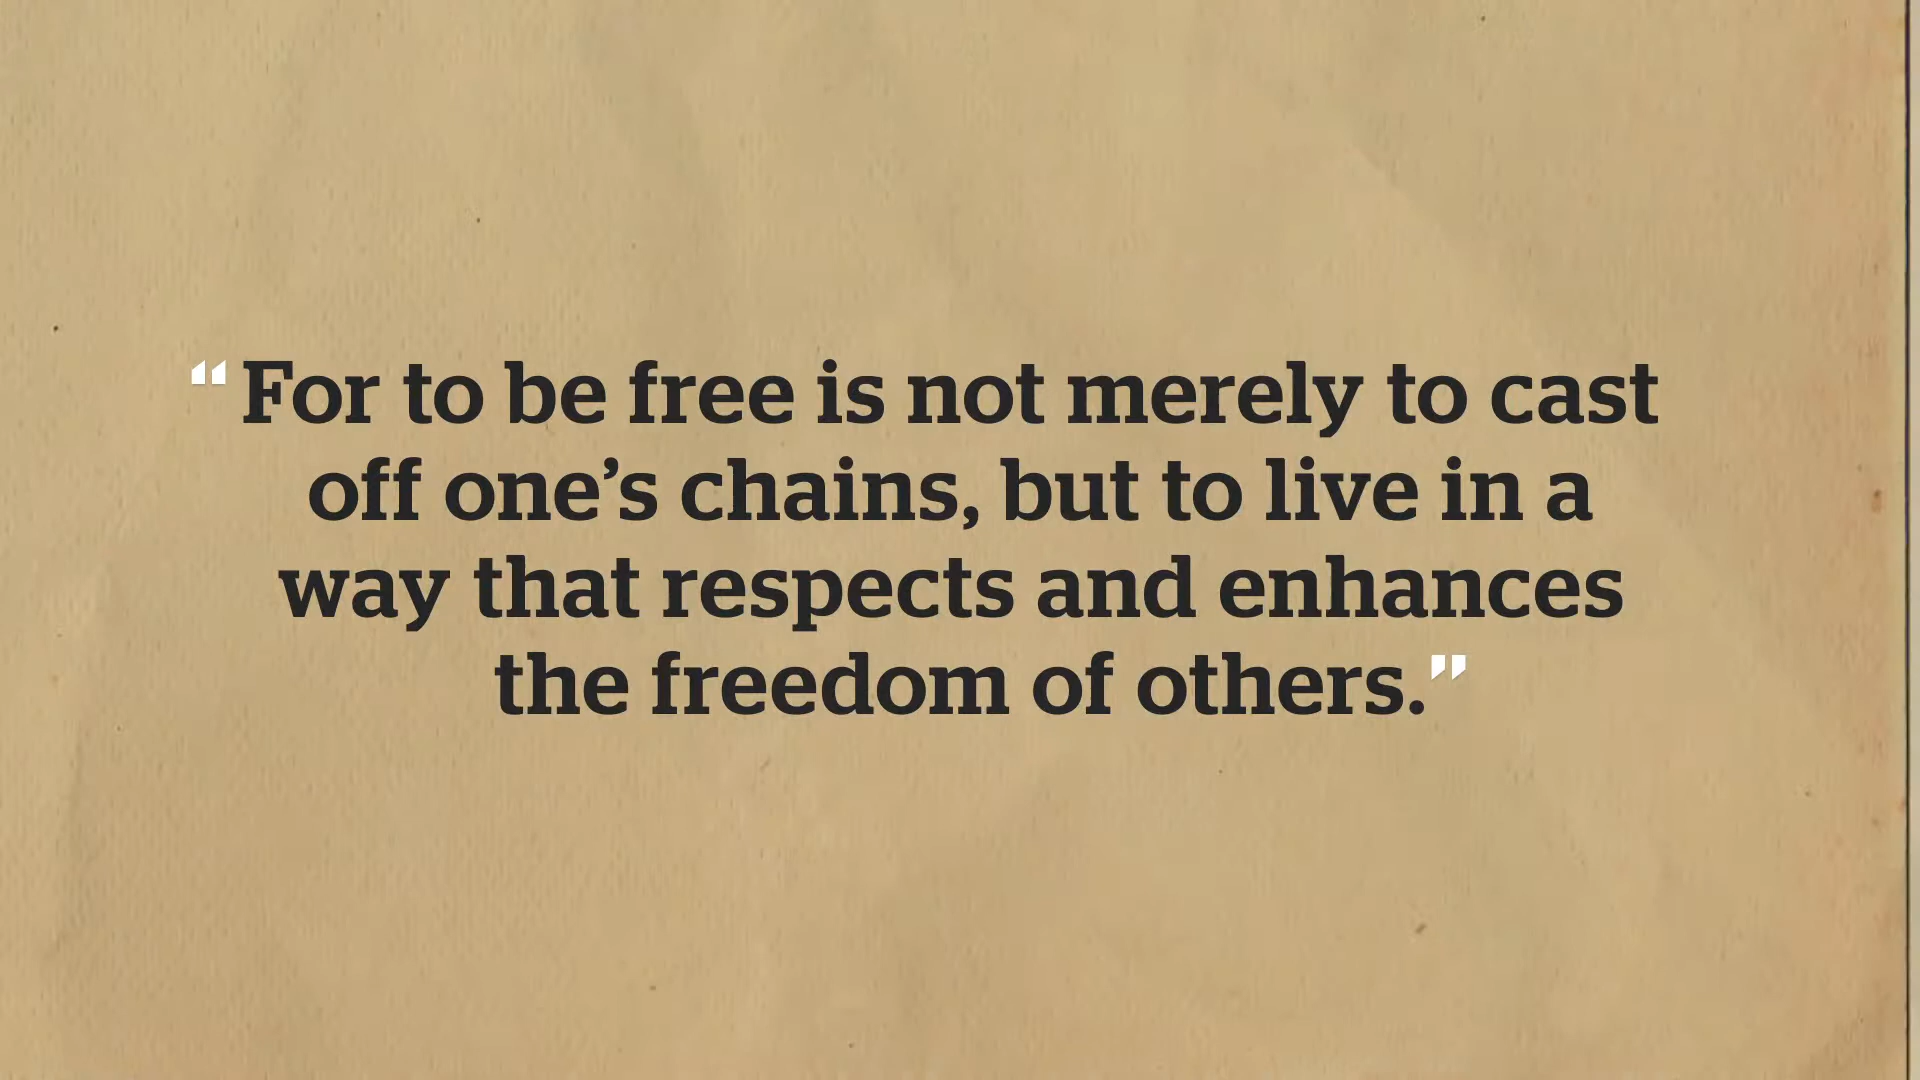 “For to be free is not merely to cast
off one’s chains, but to live in a
way that respects and enhances
the freedom of others.”